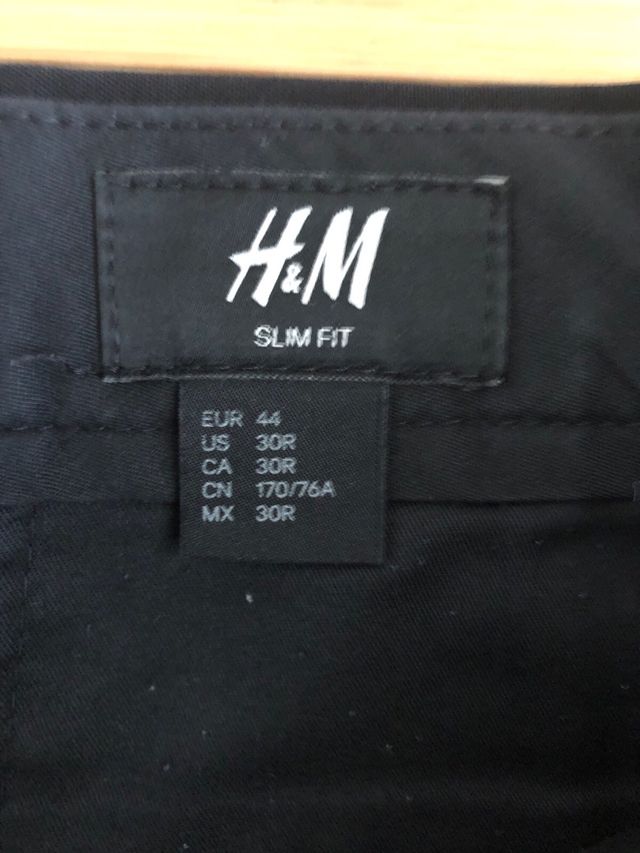 H&M
SLIM FIT
EUR 44
US 30R
CA 30R
CN 170/76A
MX 30R